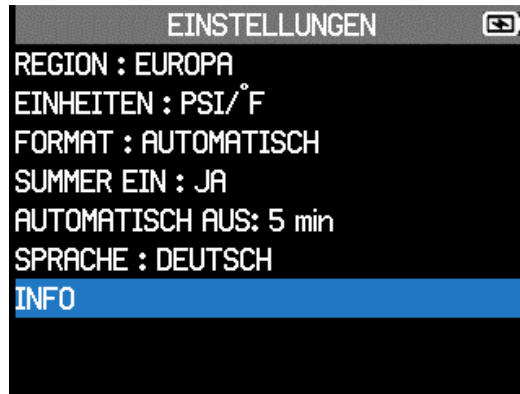 EINSTELLUNGEN
REGION : EUROPA
EINHEITEN : PSI/°F
FORMAT : AUTOMATISCH
SUMMER EIN : JA
AUTOMATISCH AUS: 5 min
SPRACHE : DEUTSCH
INFO